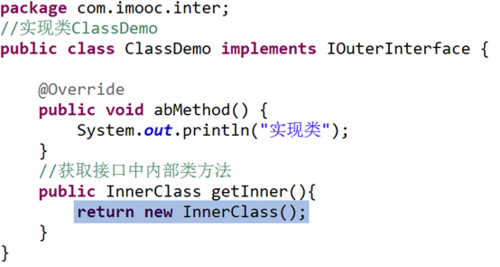 package com.imooc.inter;
//实现类ClassDemo
public class ClassDemo implements IOuterInterface {
@Override
public void abMethod() {
System.out.println("实现类");
}
//获取接口中内部类方法
public InnerClass getInner(){
return new InnerClass();
}
}